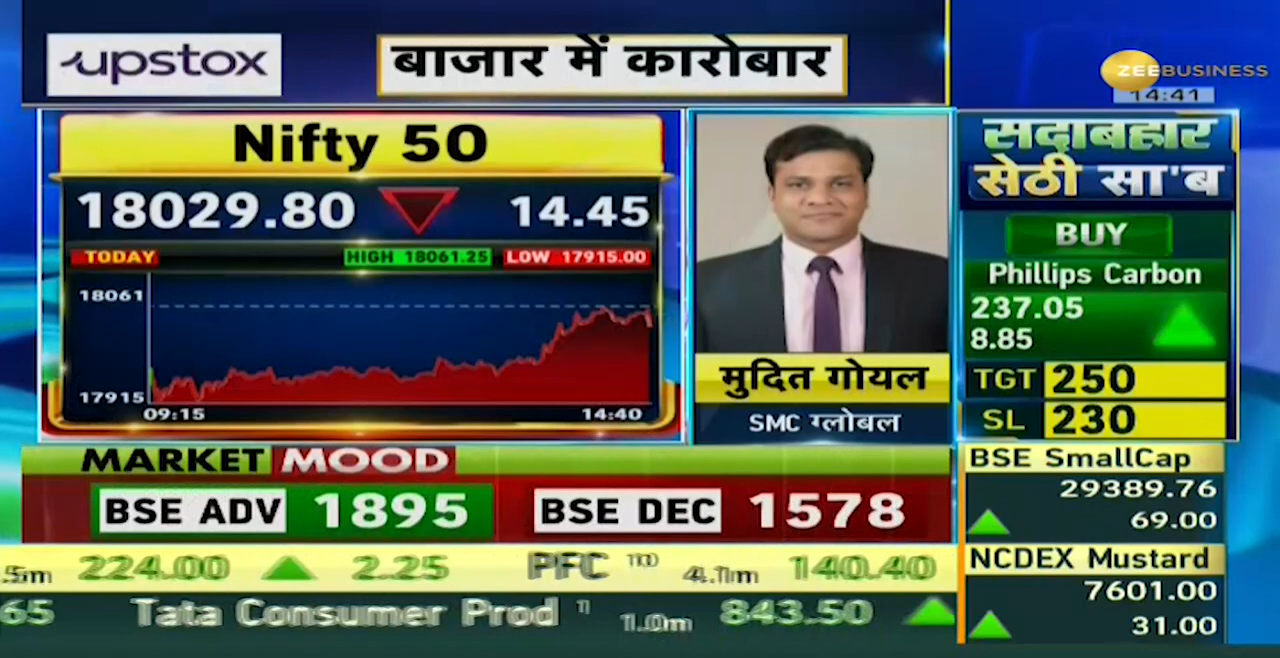 upstox
बाजार में कारोबार
ZEEBUSINESS
14:41
Nifty 50
18029.80 14.45
TODAY HIGH 18061.25 LOW 17915.00
18061
17915
09:15 14:40
मुदित गोयल
SMC ग्लोबल
सदाबहार
सेठी सा'ब
BUY
Phillips Carbon
237.05
8.85
TGT 250
SL 230
MARKET MOOD
BSE ADV 1895 BSE DEC 1578
BSE SmallCap
29389.76
69.00
NCDEX Mustard
7601.00
31.00
.5m 224.00 2.25 PFC 4.1m 140.40
65 Tata Consumer Prod 1.0m 843.50